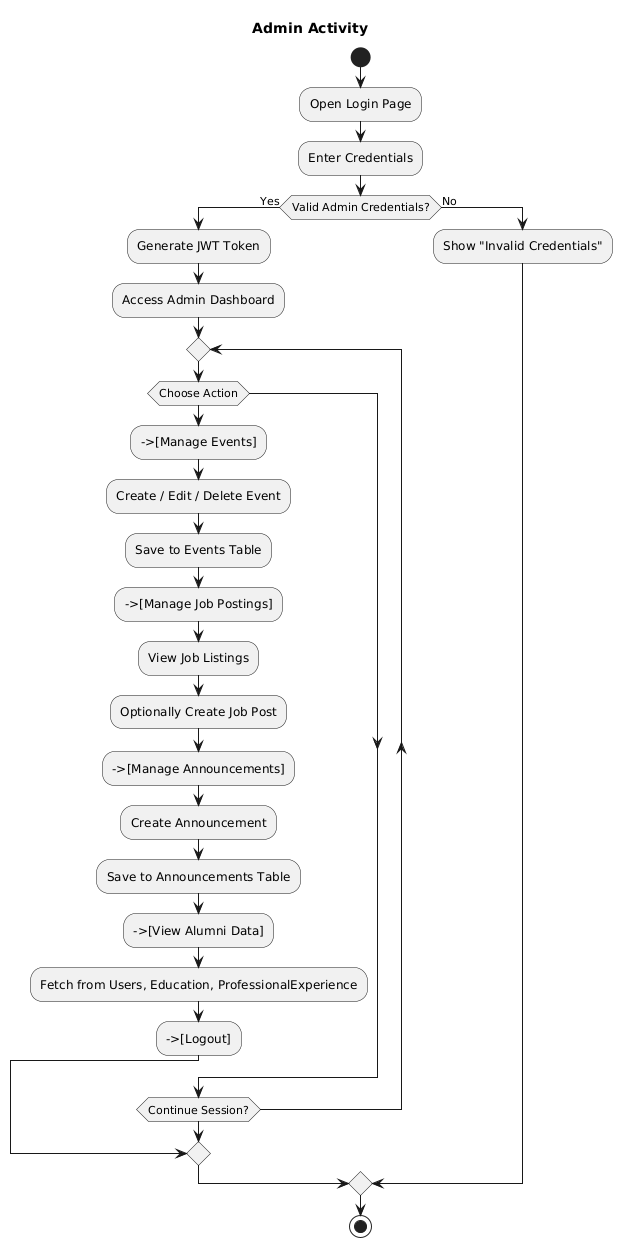 Admin Activity
Open Login Page
Enter Credentials
Valid Admin Credentials?
Yes
No
Generate JWT Token
Show "Invalid Credentials"
Access Admin Dashboard
Choose Action
->[Manage Events]
Create / Edit / Delete Event
Save to Events Table
->[Manage Job Postings]
View Job Listings
Optionally Create Job Post
->[Manage Announcements]
Create Announcement
Save to Announcements Table
->[View Alumni Data]
Fetch from Users, Education, ProfessionalExperience
->[Logout]
Continue Session?